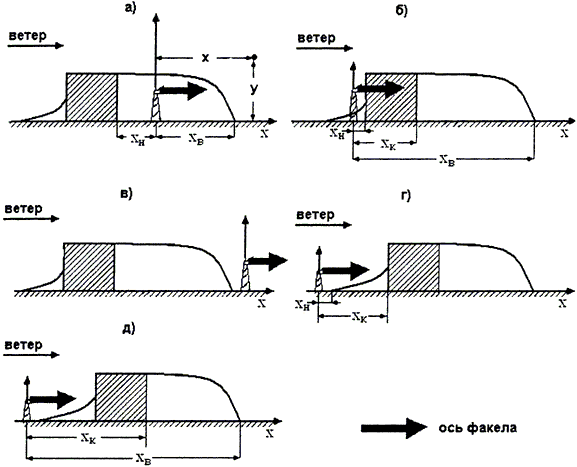 а)
ветер
x
y
xн
xв
x
б)
ветер
xн
xк
xв
x
в)
ветер
x
г)
ветер
xн
xк
x
д)
ветер
xк
xв
x
ось факела